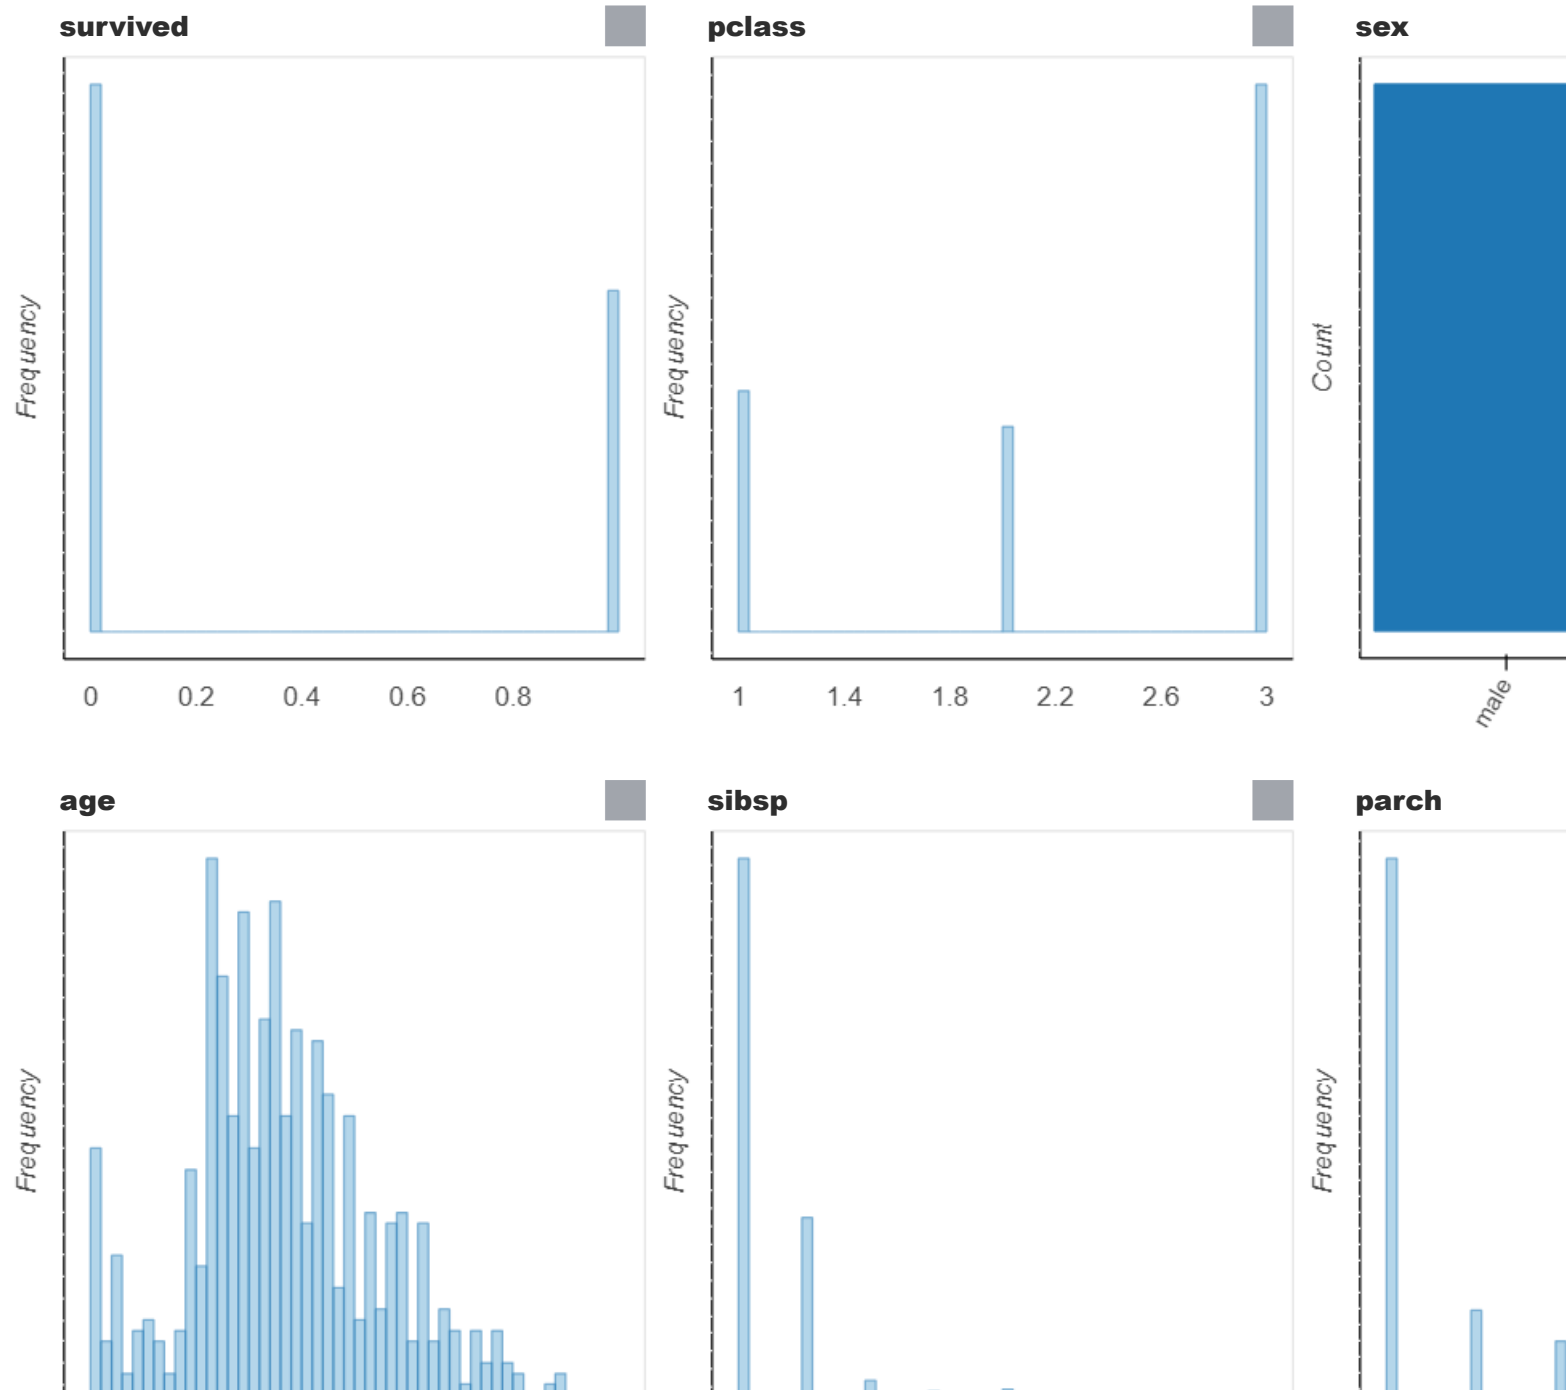 survived
Frequency
0 0.2 0.4 0.6 0.8
pclass
Frequency
1 1.4 1.8 2.2 2.6 3
sex
Count
male
age
Frequency
sibsp
Frequency
parch
Frequency